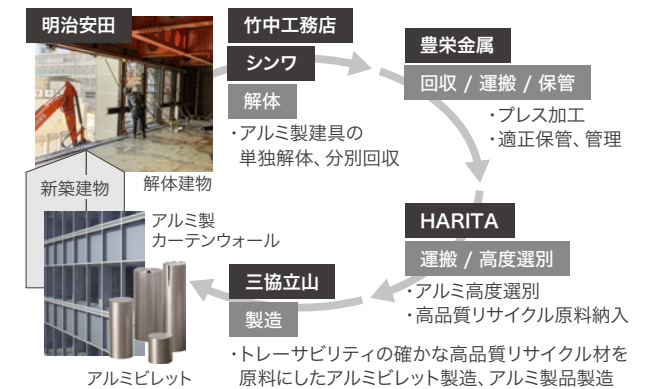 明治安田
竹中工務店
シンワ
解体
・アルミ製建具の
単独解体、分別回収
豊栄金属
回収 / 運搬 / 保管
・プレス加工
・適正保管、管理
解体建物
新築建物
アルミ製
カーテンウォール
HARITA
運搬 / 高度選別
・アルミ高度選別
・高品質リサイクル原料納入
三協立山
製造
・トレーサビリティの確かな高品質リサイクル材を
原料にしたアルミビレット製造、アルミ製品製造
アルミビレット